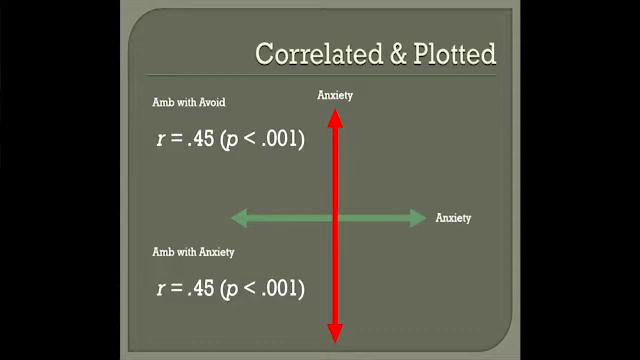 Correlated & Plotted
Amb with Avoid
Anxiety
r = .45 (p < .001)
Anxiety
Amb with Anxiety
r = .45 (p < .001)